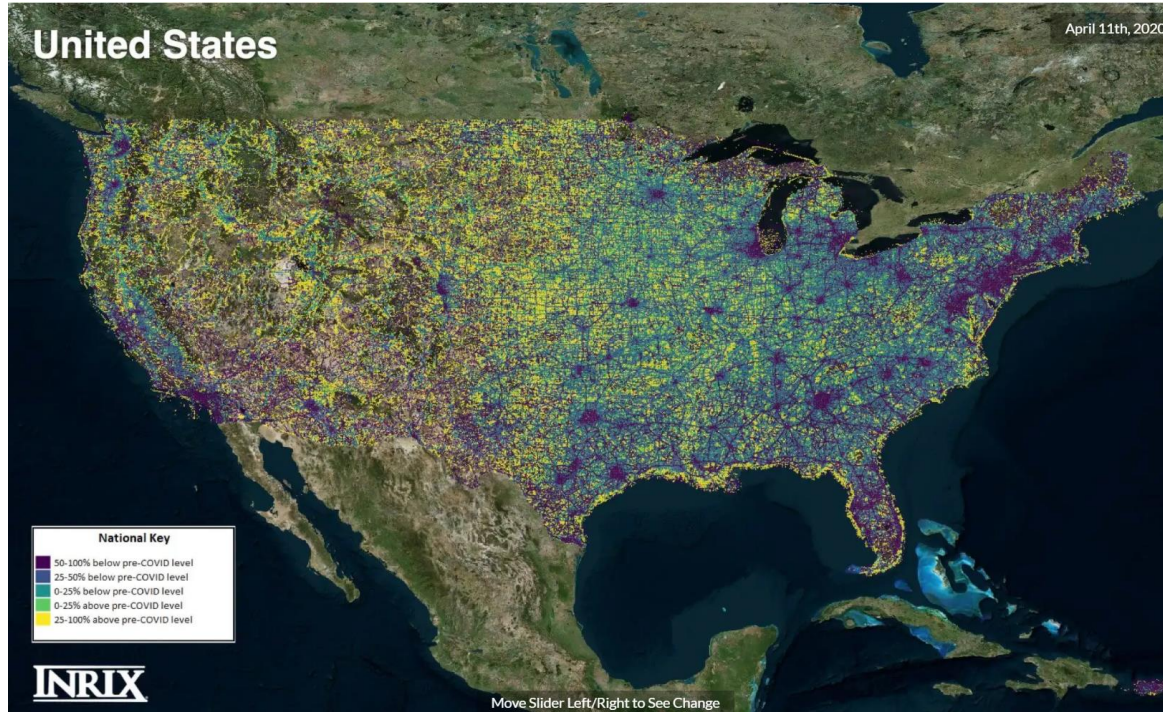 United States
April 11th, 2020
National Key
50-100% below pre-COVID level
25-50% below pre-COVID level
0-25% below pre-COVID level
0-25% above pre-COVID level
25-100% above pre-COVID level
INRIX
Move Slider Left/Right to See Change